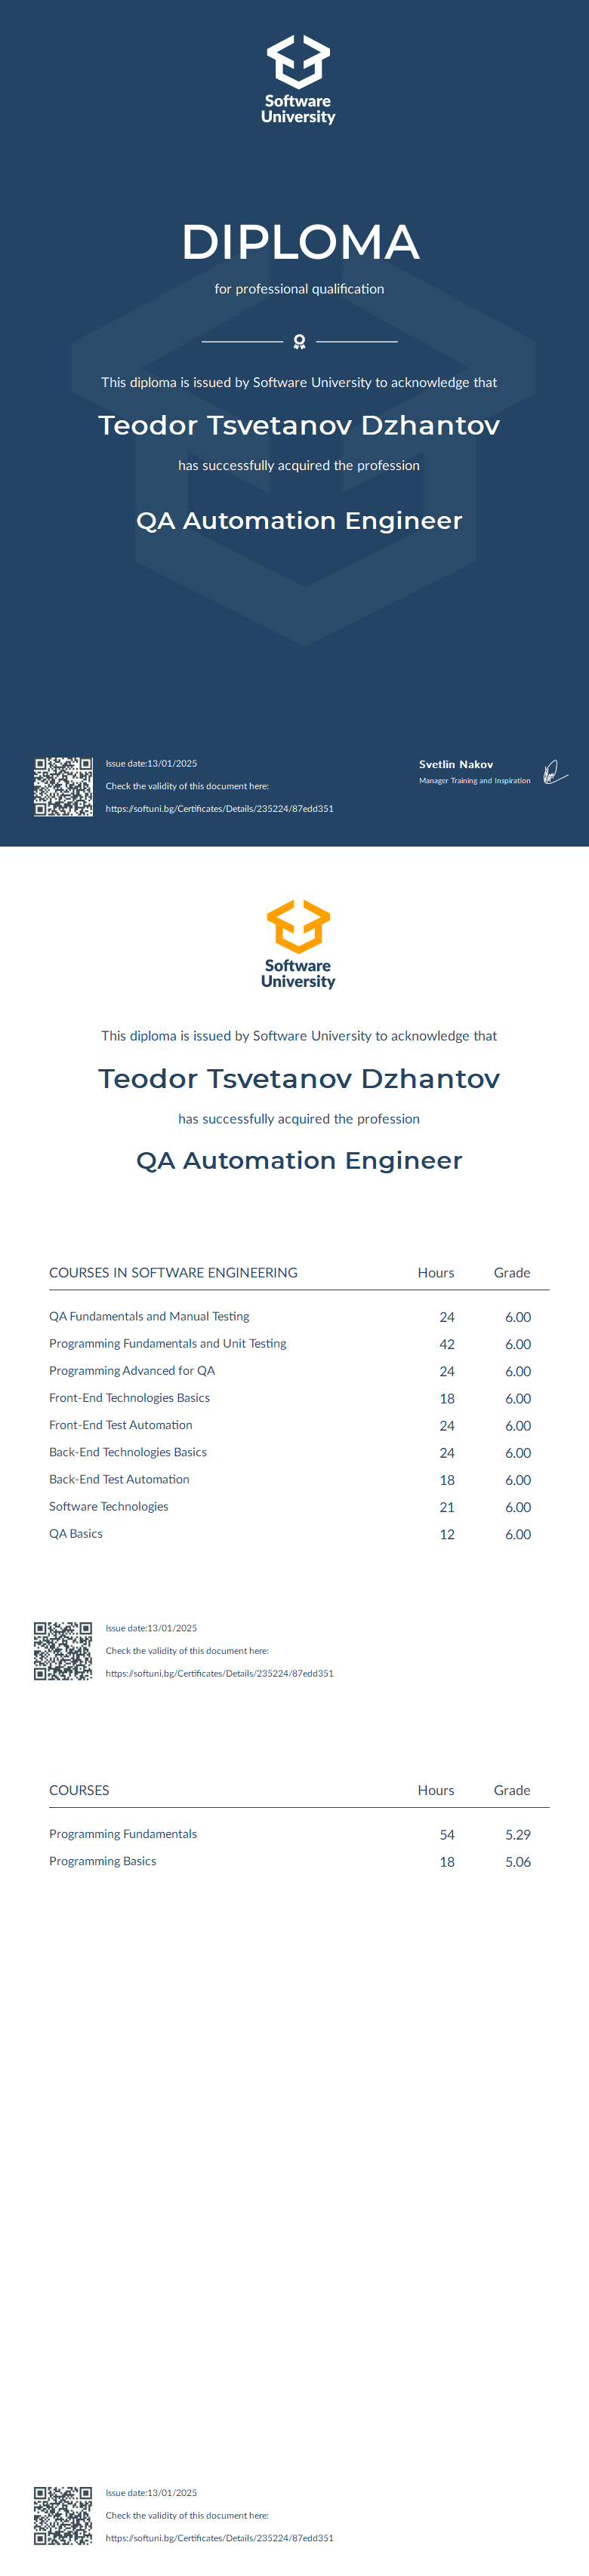 Software
University
DIPLOMA
for professional qualification
This diploma is issued by Software University to acknowledge that
Teodor Tsvetanov Dzhantov
has successfully acquired the profession
QA Automation Engineer
Issue date:13/01/2025
Check the validity of this document here:
https://softuni.bg/Certificates/Details/235224/87edd351
Svetlin Nakov
Manager Training and Inspiration
Software
University
This diploma is issued by Software University to acknowledge that
Teodor Tsvetanov Dzhantov
has successfully acquired the profession
QA Automation Engineer
COURSES IN SOFTWARE ENGINEERING Hours Grade
QA Fundamentals and Manual Testing 24 6.00
Programming Fundamentals and Unit Testing 42 6.00
Programming Advanced for QA 24 6.00
Front-End Technologies Basics 18 6.00
Front-End Test Automation 24 6.00
Back-End Technologies Basics 24 6.00
Back-End Test Automation 18 6.00
Software Technologies 21 6.00
QA Basics 12 6.00
Issue date:13/01/2025
Check the validity of this document here:
https://softuni.bg/Certificates/Details/235224/87edd351
COURSES Hours Grade
Programming Fundamentals 54 5.29
Programming Basics 18 5.06
Issue date:13/01/2025
Check the validity of this document here:
https://softuni.bg/Certificates/Details/235224/87edd351